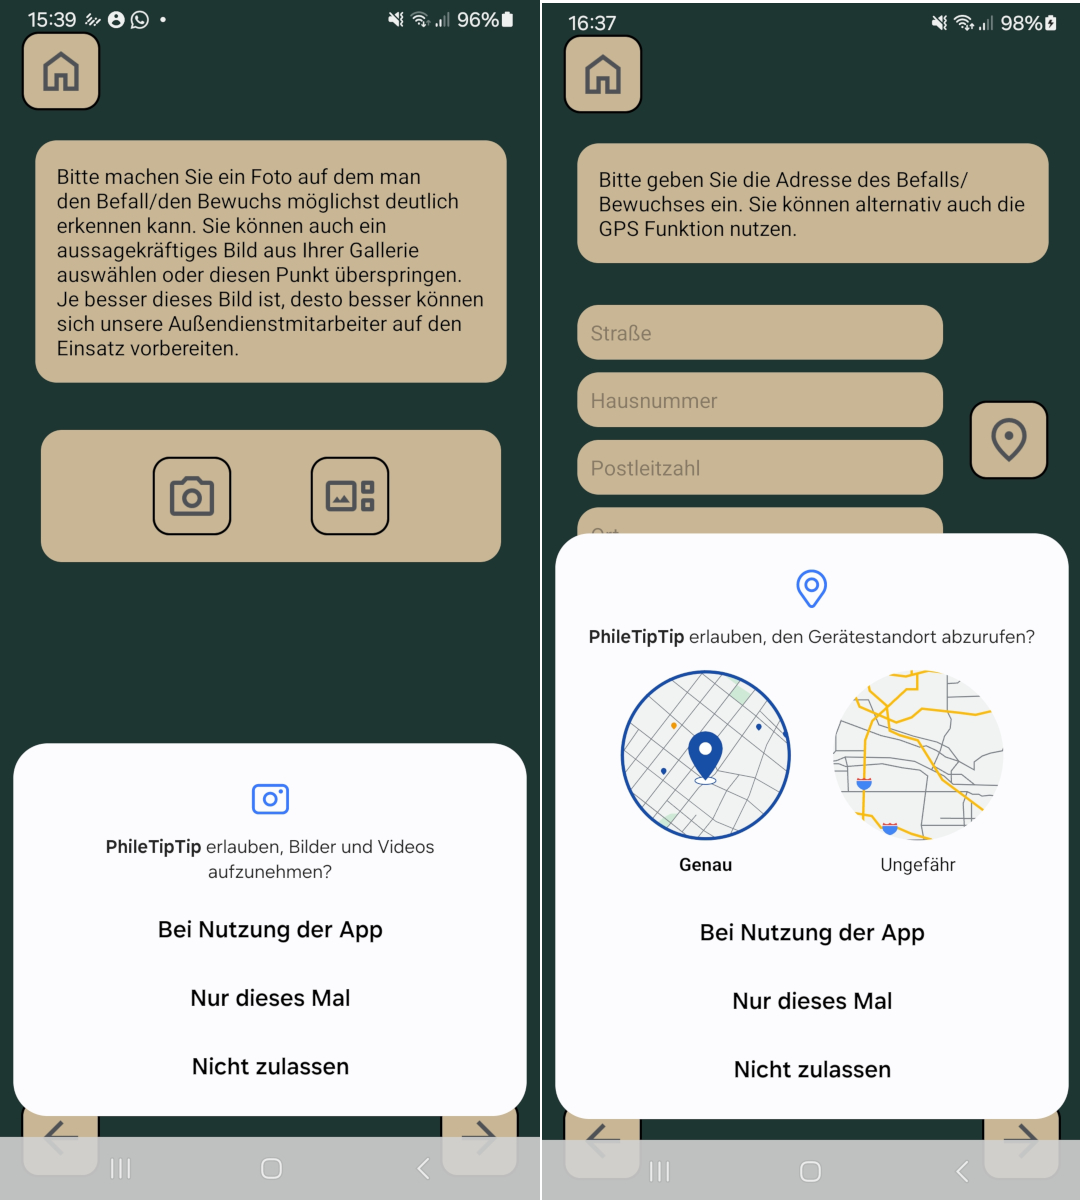 15:39
96%
Bitte machen Sie ein Foto auf dem man
den Befall/den Bewuchs möglichst deutlich
erkennen kann. Sie können auch ein
aussagekräftiges Bild aus Ihrer Gallerie
auswählen oder diesen Punkt überspringen.
Je besser dieses Bild ist, desto besser können
sich unsere Außendienstmitarbeiter auf den
Einsatz vorbereiten.
PhileTipTip erlauben, Bilder und Videos
aufzunehmen?
Bei Nutzung der App
Nur dieses Mal
Nicht zulassen
16:37
98%
Bitte geben Sie die Adresse des Befalls/
Bewuchses ein. Sie können alternativ auch die
GPS Funktion nutzen.
Straße
Hausnummer
Postleitzahl
Ort
PhileTipTip erlauben, den Gerätestandort abzurufen?
Genau
Ungefähr
Bei Nutzung der App
Nur dieses Mal
Nicht zulassen